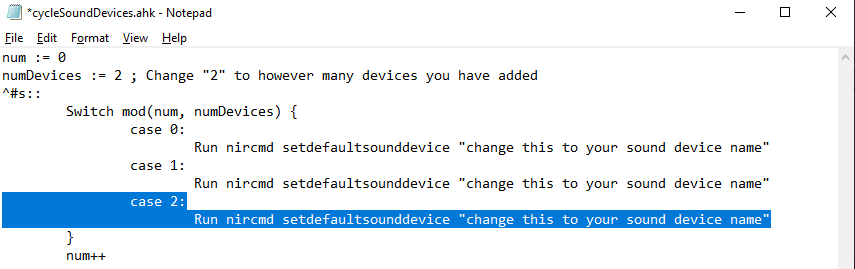 *cycleSoundDevices.ahk - Notepad
File Edit Format View Help
num := 0
numDevices := 2 ; Change "2" to however many devices you have added
^#s::
Switch mod(num, numDevices) {
case 0:
Run nircmd setdefaultsounddevice "change this to your sound device name"
case 1:
Run nircmd setdefaultsounddevice "change this to your sound device name"
case 2:
Run nircmd setdefaultsounddevice "change this to your sound device name"
}
num++